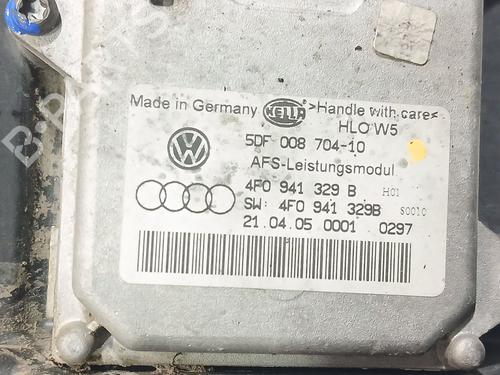 Made in Germany HELLA >Handle with care<
HLO W5
5DF 008 704-10
AFS-Leistungsmodul
4F0 941 329 B H01
SW: 4F0 941 329B S0010
21.04.05 0001 0297